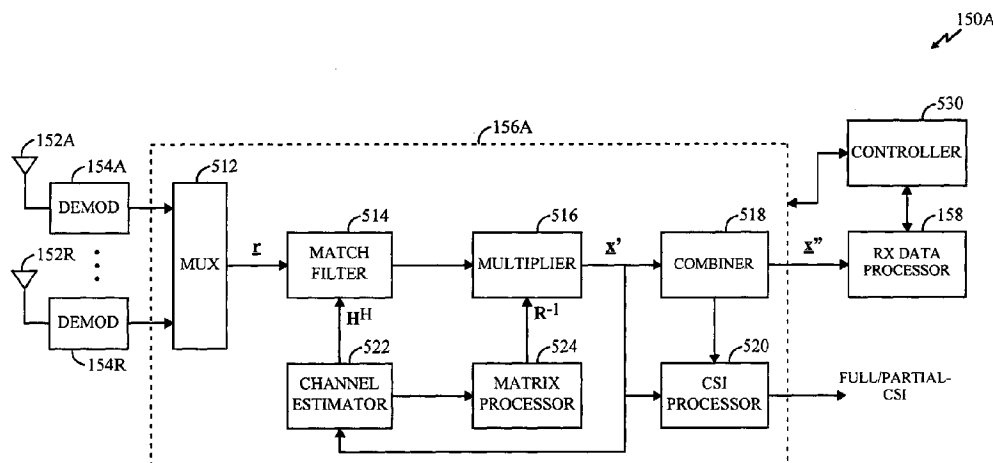 150A
530
156A
CONTROLLER
152A
154A
512
DEMOD
514
516
518
158
152R
r
x'
x"
MUX
MATCH
FILTER
MULTIPLIER
COMBINER
RX DATA
PROCESSOR
DEMOD
H^H
R^-1
154R
522
524
520
CHANNEL
ESTIMATOR
MATRIX
PROCESSOR
CSI
PROCESSOR
FULL/PARTIAL-
CSI